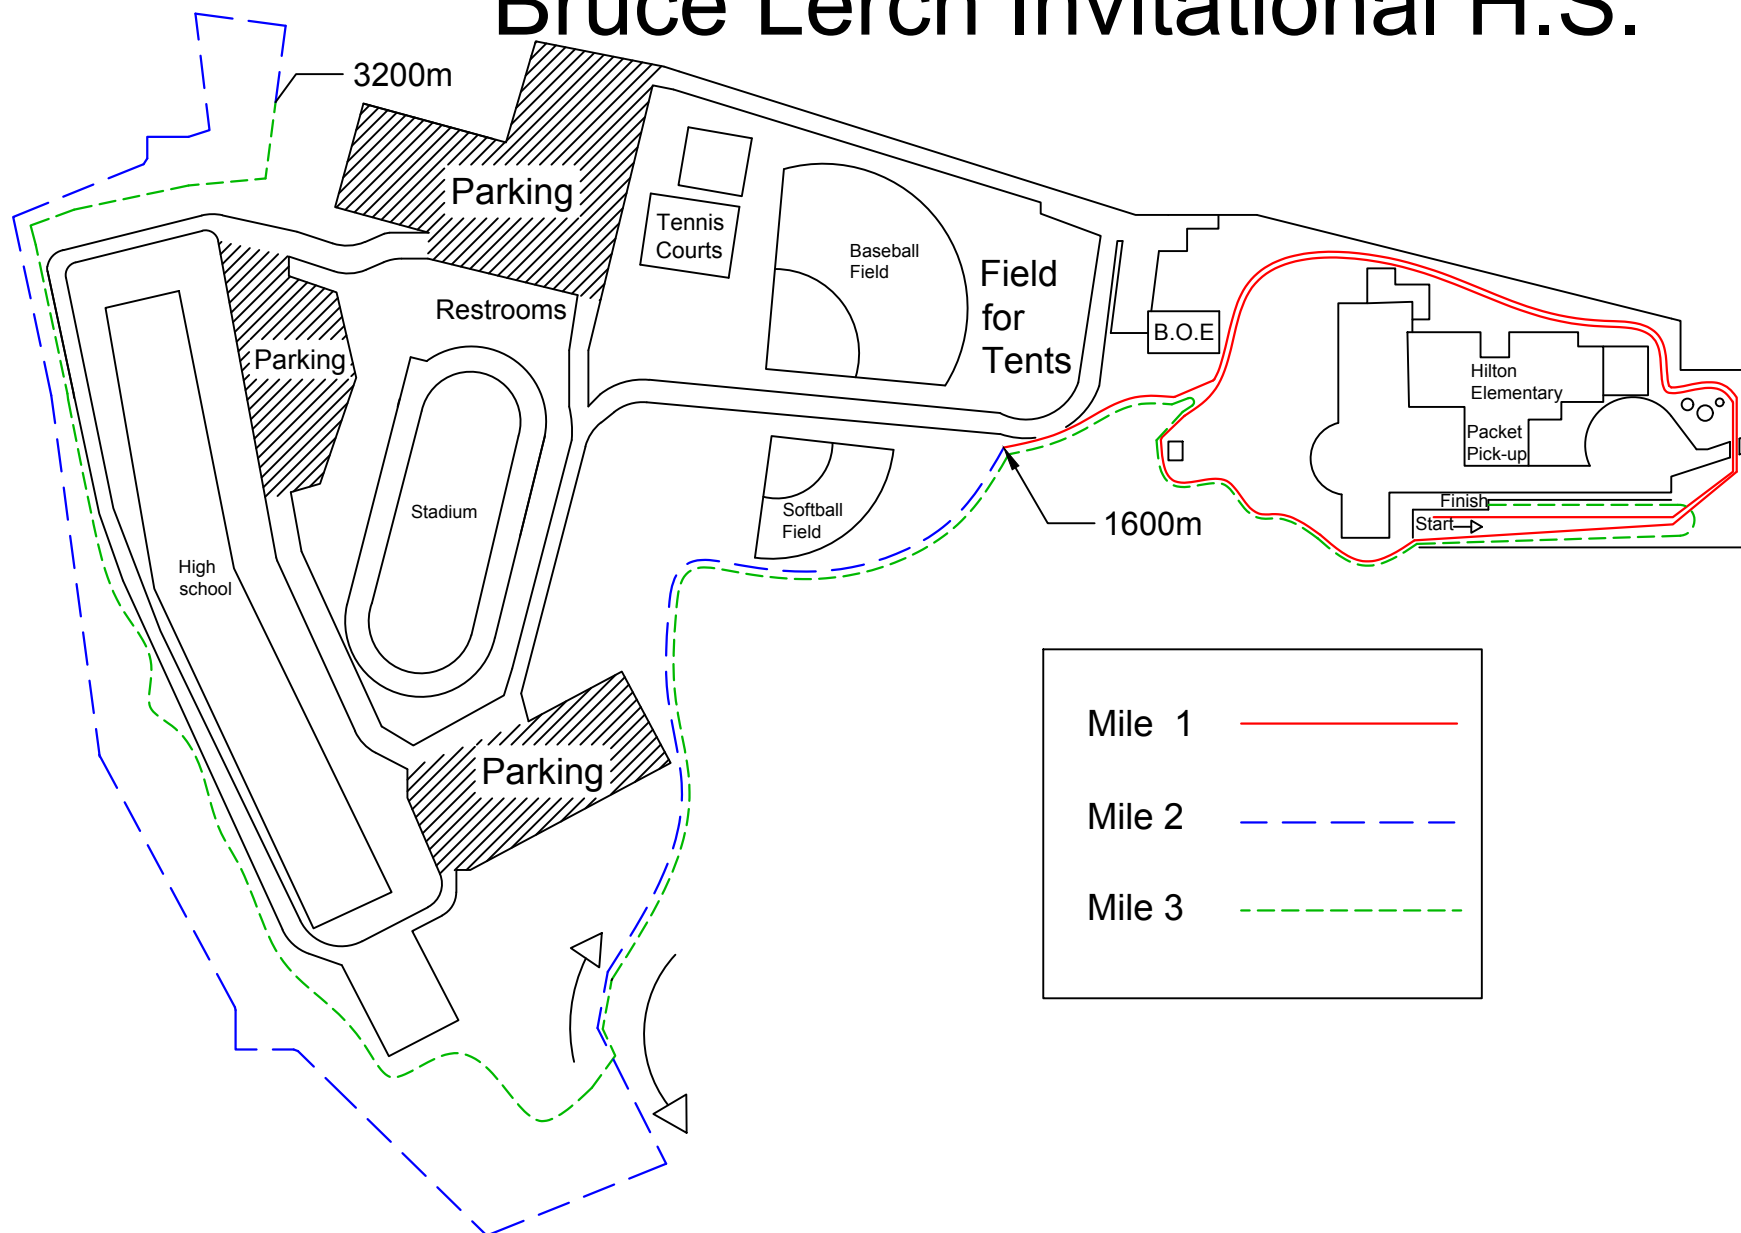 Bruce Lerch Invitational H.S.
3200m
Parking
Tennis
Courts
Baseball
Field
Field
for
Tents
Restrooms
B.O.E
Parking
Hilton
Elementary
Packet
Pick-up
Finish
Start
Stadium
Softball
Field
1600m
High
school
Parking
Mile 1
Mile 2
Mile 3